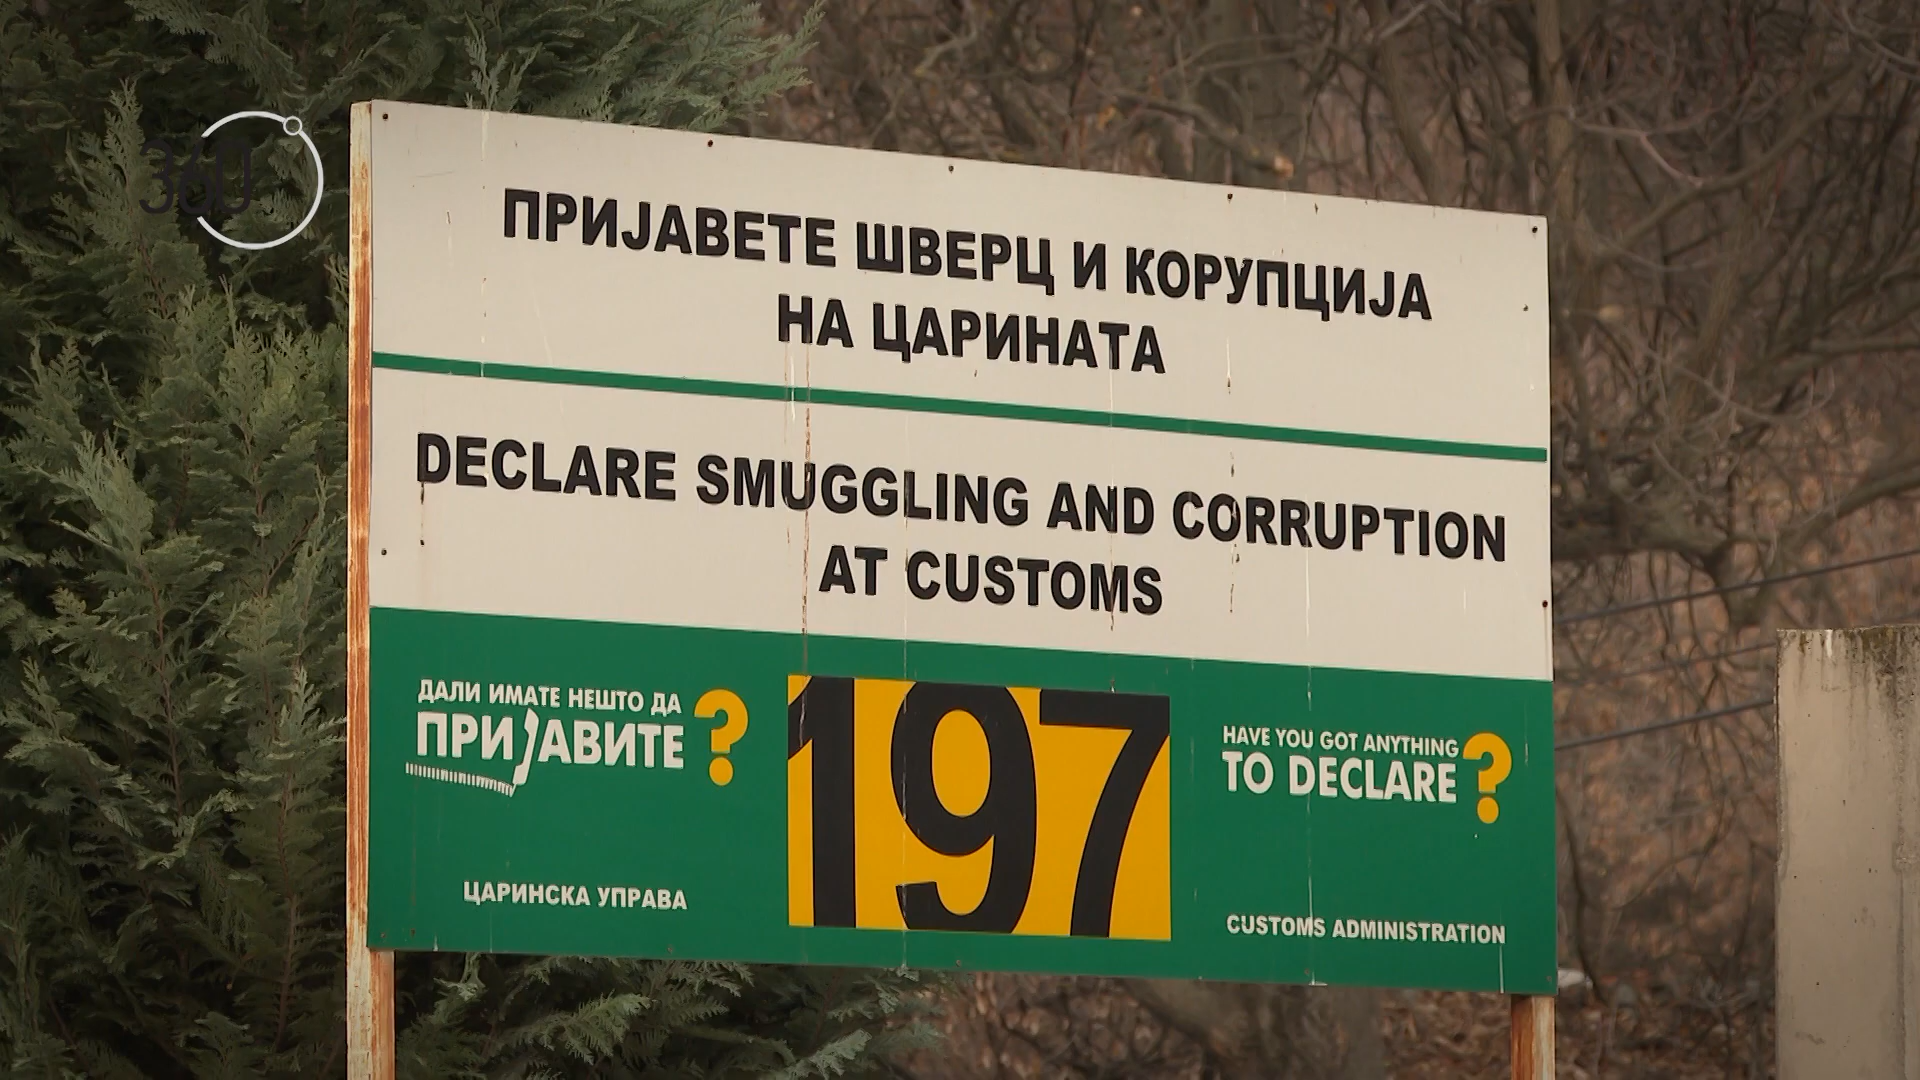 360
ПРИЈАВЕТЕ ШВЕРЦ И КОРУПЦИЈА
НА ЦАРИНАТА
DECLARE SMUGGLING AND CORRUPTION
AT CUSTOMS
ДАЛИ ИМАТЕ НЕШТО ДА
ПРИЈАВИТЕ?
197
HAVE YOU GOT ANYTHING
TO DECLARE?
ЦАРИНСКА УПРАВА
CUSTOMS ADMINISTRATION